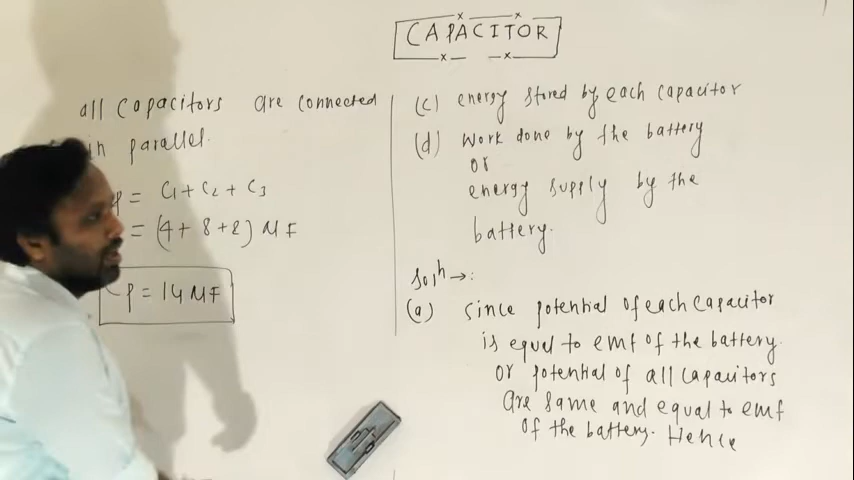 CAPACITOR
all capacitors are connected
in parallel.
p = C1 + C2 + C3
= (4 + 8 + 2) μF
Cp = 14 μF
(c) energy stored by each capacitor
(d) work done by the battery
or
energy supply by the
battery.
Solⁿ →:
(a) Since potential of each capacitor
is equal to emf of the battery.
or potential of all capacitors
are same and equal to emf
of the battery. Hence